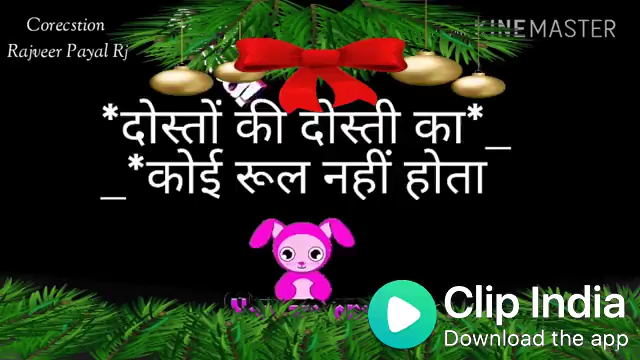 Corecstion
Rajveer Payal Rj
KINEMASTER
*दोस्तों की दोस्ती का*_
_*कोई रूल नहीं होता
Clip India
Download the app